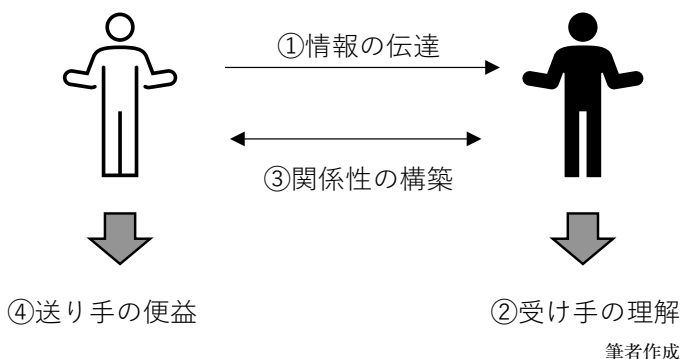 ①情報の伝達
③関係性の構築
④送り手の便益
②受け手の理解
筆者作成